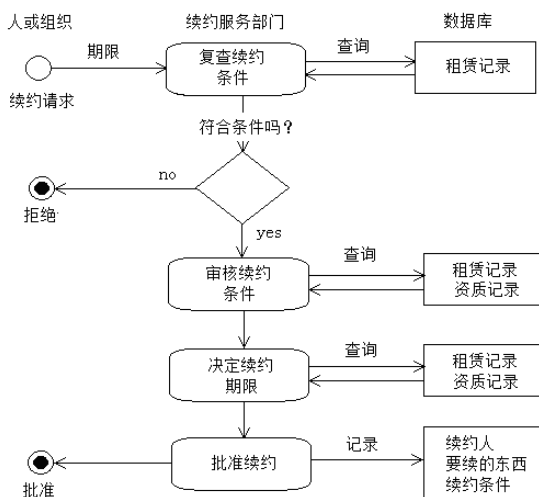 人或组织
续约服务部门
数据库
期限
复查续约
条件
查询
租赁记录
续约请求
符合条件吗?
no
拒绝
yes
审核续约
条件
查询
租赁记录
资质记录
决定续约
期限
查询
租赁记录
资质记录
批准续约
记录
续约人
要续的东西
续约条件
批准